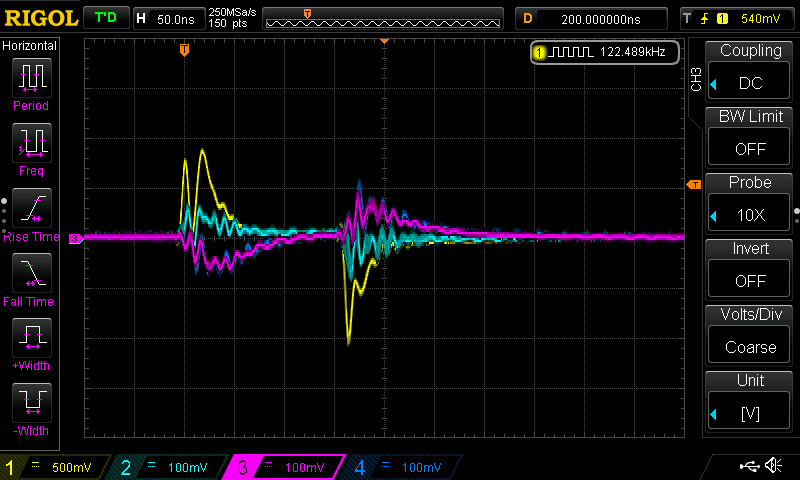 RIGOL T'D H 50.0ns 250MSa/s D 200.000000ns T 1 540mV
150 pts
T
Horizontal
1 122.489kHz
Period
Freq
Rise Time
Fall Time
+Width
-Width
T
3
T
CH3
Coupling
DC
BW Limit
OFF
Probe
10X
Invert
OFF
Volts/Div
Coarse
Unit
[V]
1 500mV 2 100mV 3 100mV 4 100mV